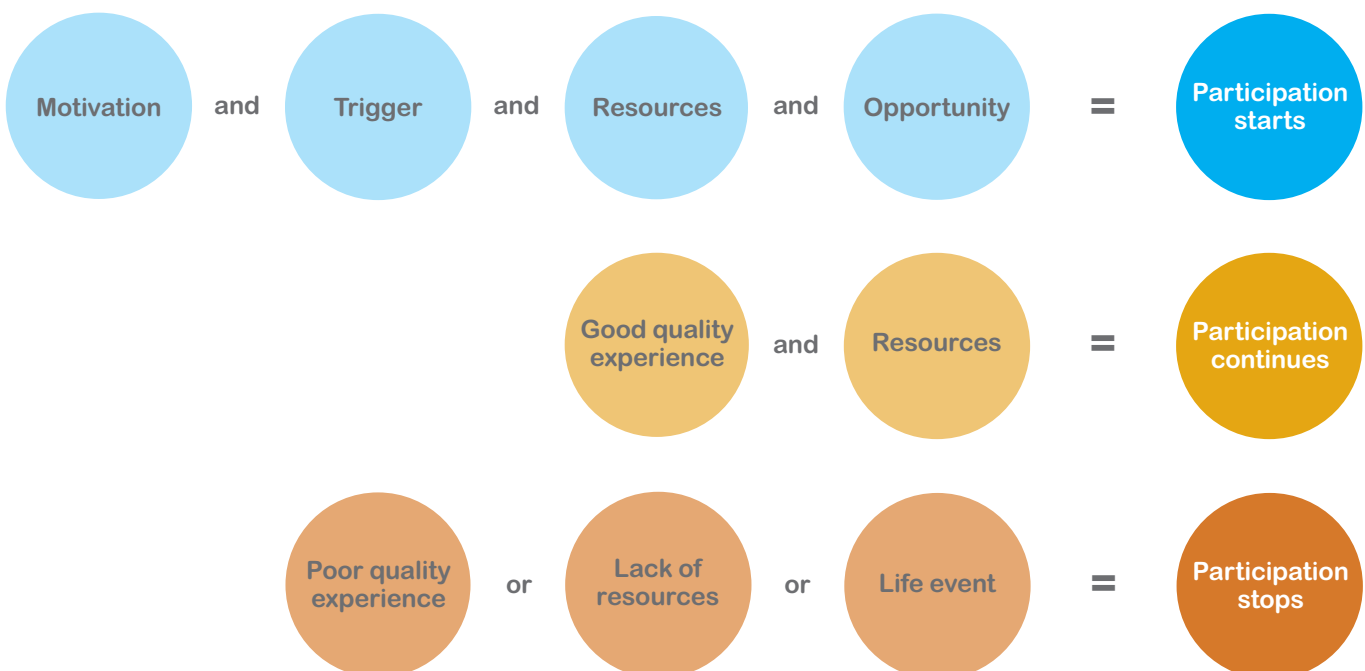 Motivation and Trigger and Resources and Opportunity = Participation
starts
Good quality
experience and Resources = Participation
continues
Poor quality
experience or Lack of
resources or Life event = Participation
stops